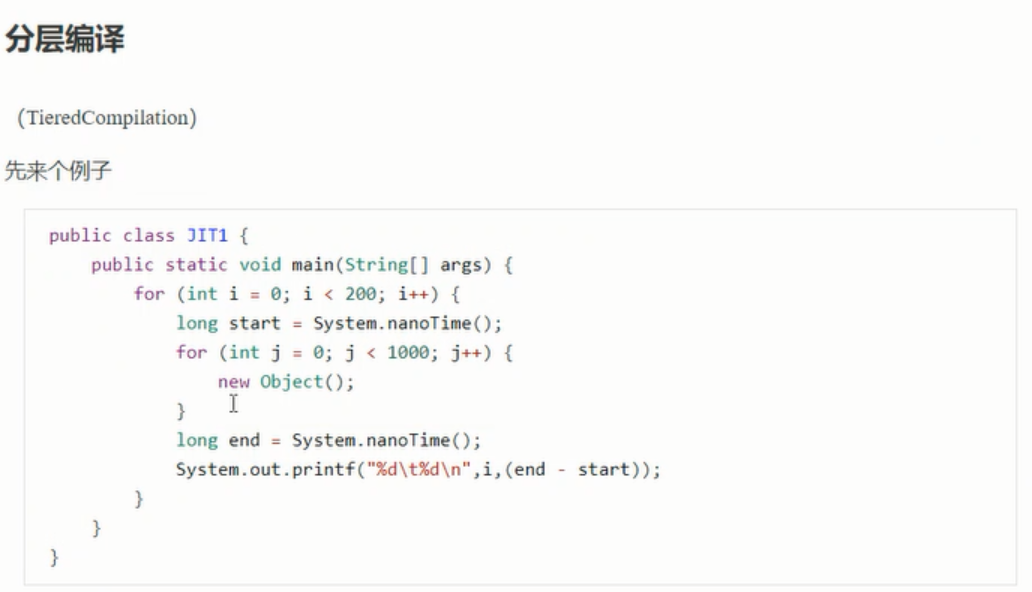 分层编译
（TieredCompilation）
先来个例子
public class JIT1 {
    public static void main(String[] args) {
        for (int i = 0; i < 200; i++) {
            long start = System.nanoTime();
            for (int j = 0; j < 1000; j++) {
                new Object();
            }
            long end = System.nanoTime();
            System.out.printf("%d\t%d\n",i,(end - start));
        }
    }
}